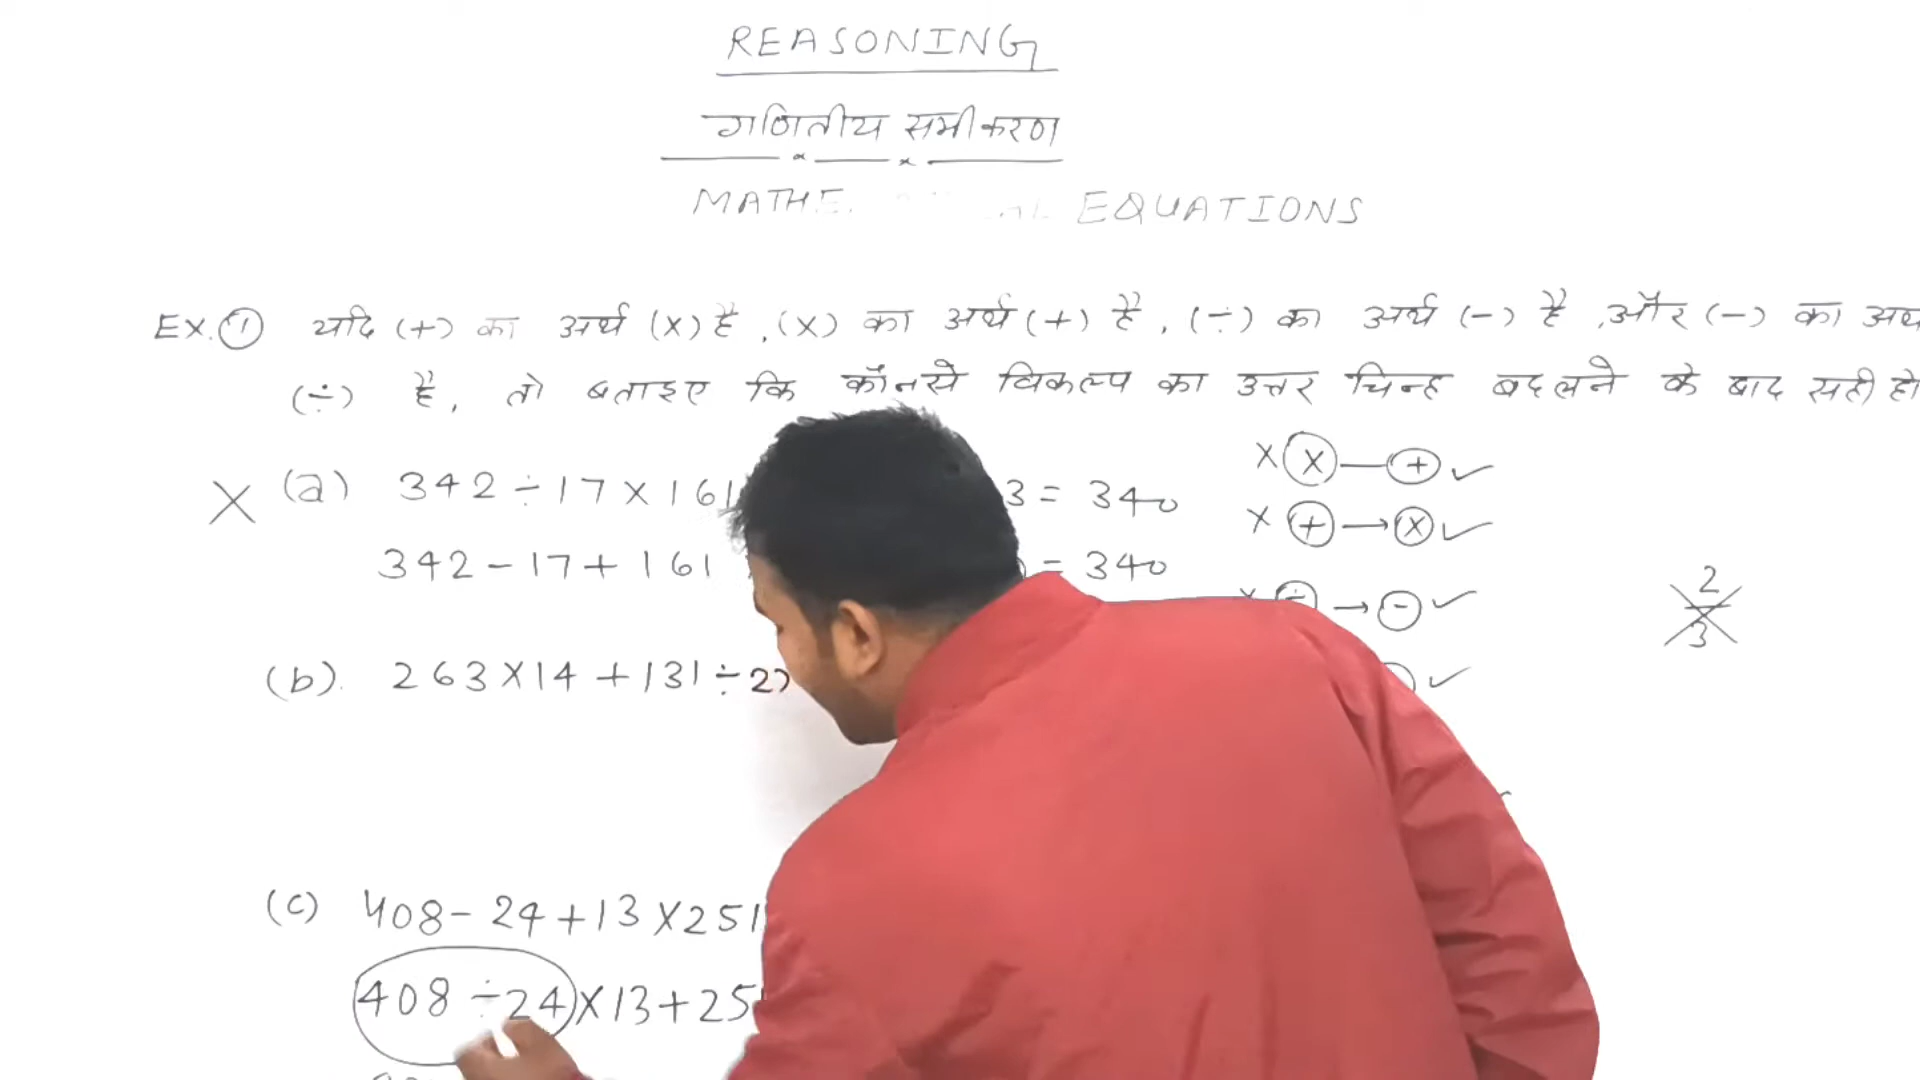 REASONING
गणितीय समीकरण
MATHE EQUATIONS
EX.① यदि (+) का अर्थ (x) है ,(x) का अर्थ (+) है , (÷) का अर्थ (-) है ,और (-) का अथ
(÷) है, तो बताइए कि कौनसे विकल्प का उत्तर चिन्ह बदलने के बाद सही हो
X (a) 342 ÷ 17 x 161 3 = 340
342 - 17 + 161 = 340
(b). 263 X 14 + 131 ÷ 27
(c) 408 - 24 + 13 X 251
408 ÷ 24 X 13 + 25
X (X) — (+) ✓
X (+) → (X) ✓
→ (-) ✓
✓
2
3